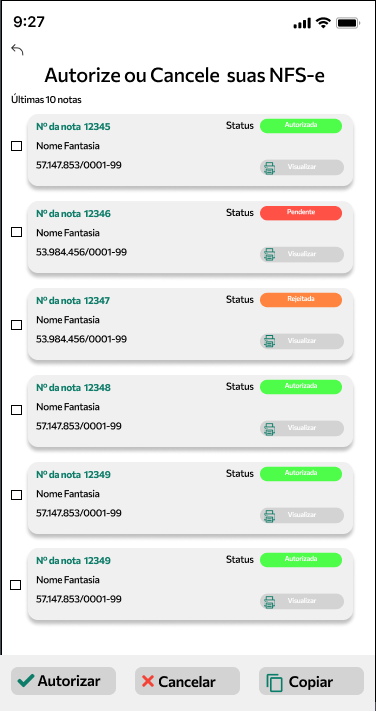 9:27
Autorize ou Cancele suas NFS-e
Últimas 10 notas
Nº da nota 12345 Status Autorizada
Nome Fantasia
57.147.853/0001-99 Visualizar
Nº da nota 12346 Status Pendente
Nome Fantasia
53.984.456/0001-99 Visualizar
Nº da nota 12347 Status Rejeitada
Nome Fantasia
53.984.456/0001-99 Visualizar
Nº da nota 12348 Status Autorizada
Nome Fantasia
57.147.853/0001-99 Visualizar
Nº da nota 12349 Status Autorizada
Nome Fantasia
57.147.853/0001-99 Visualizar
Nº da nota 12349 Status Autorizada
Nome Fantasia
57.147.853/0001-99 Visualizar
Autorizar Cancelar Copiar